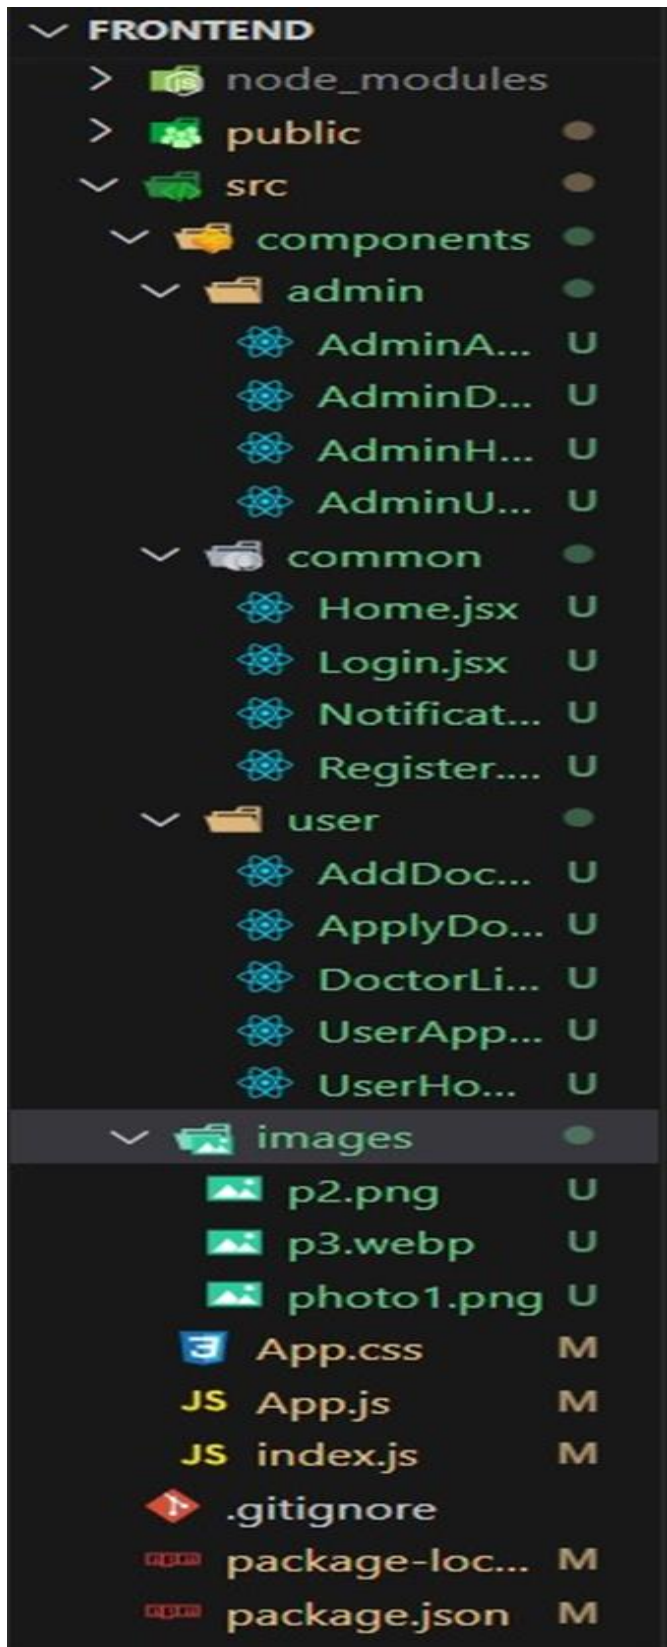 FRONTEND
node_modules
public
src
components
admin
AdminA... U
AdminD... U
AdminH... U
AdminU... U
common
Home.jsx U
Login.jsx U
Notificat... U
Register.... U
user
AddDoc... U
ApplyDo... U
DoctorLi... U
UserApp... U
UserHo... U
images
p2.png U
p3.webp U
photo1.png U
App.css M
JS App.js M
JS index.js M
.gitignore
package-loc... M
package.json M